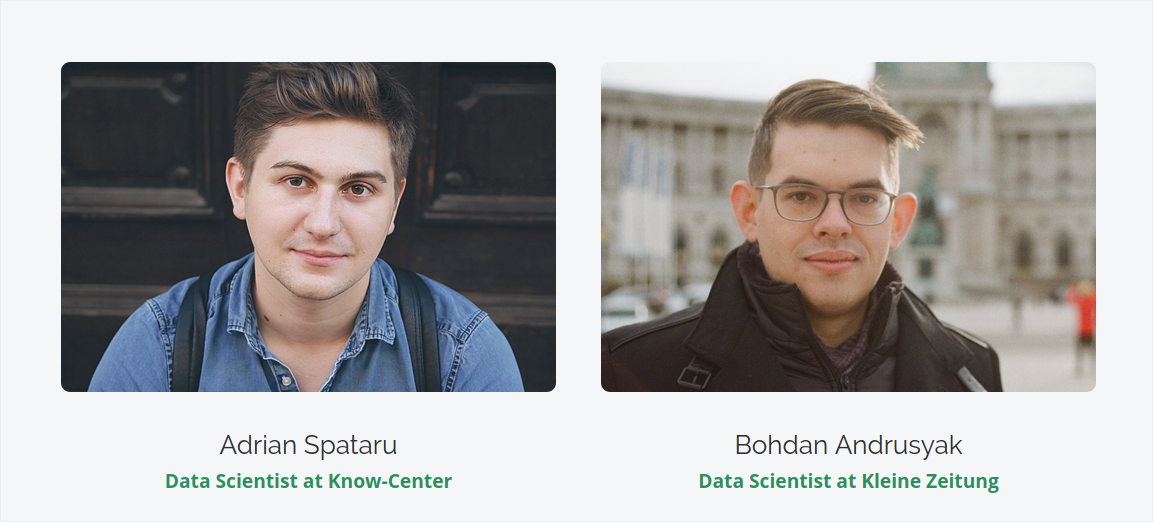 Adrian Spataru
Data Scientist at Know-Center
Bohdan Andrusyak
Data Scientist at Kleine Zeitung